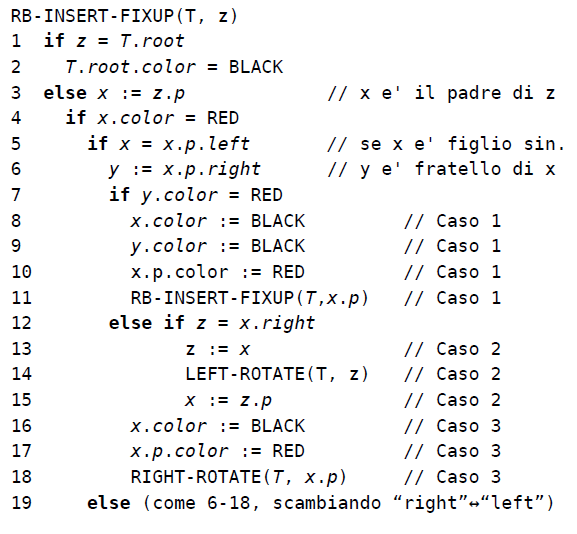 RB-INSERT-FIXUP(T, z)
1 if z = T.root
2 T.root.color = BLACK
3 else x := z.p // x e' il padre di z
4 if x.color = RED
5 if x = x.p.left // se x e' figlio sin.
6 y := x.p.right // y e' fratello di x
7 if y.color = RED
8 x.color := BLACK // Caso 1
9 y.color := BLACK // Caso 1
10 x.p.color := RED // Caso 1
11 RB-INSERT-FIXUP(T,x.p) // Caso 1
12 else if z = x.right
13 z := x // Caso 2
14 LEFT-ROTATE(T, z) // Caso 2
15 x := z.p // Caso 2
16 x.color := BLACK // Caso 3
17 x.p.color := RED // Caso 3
18 RIGHT-ROTATE(T, x.p) // Caso 3
19 else (come 6-18, scambiando “right”↔“left”)